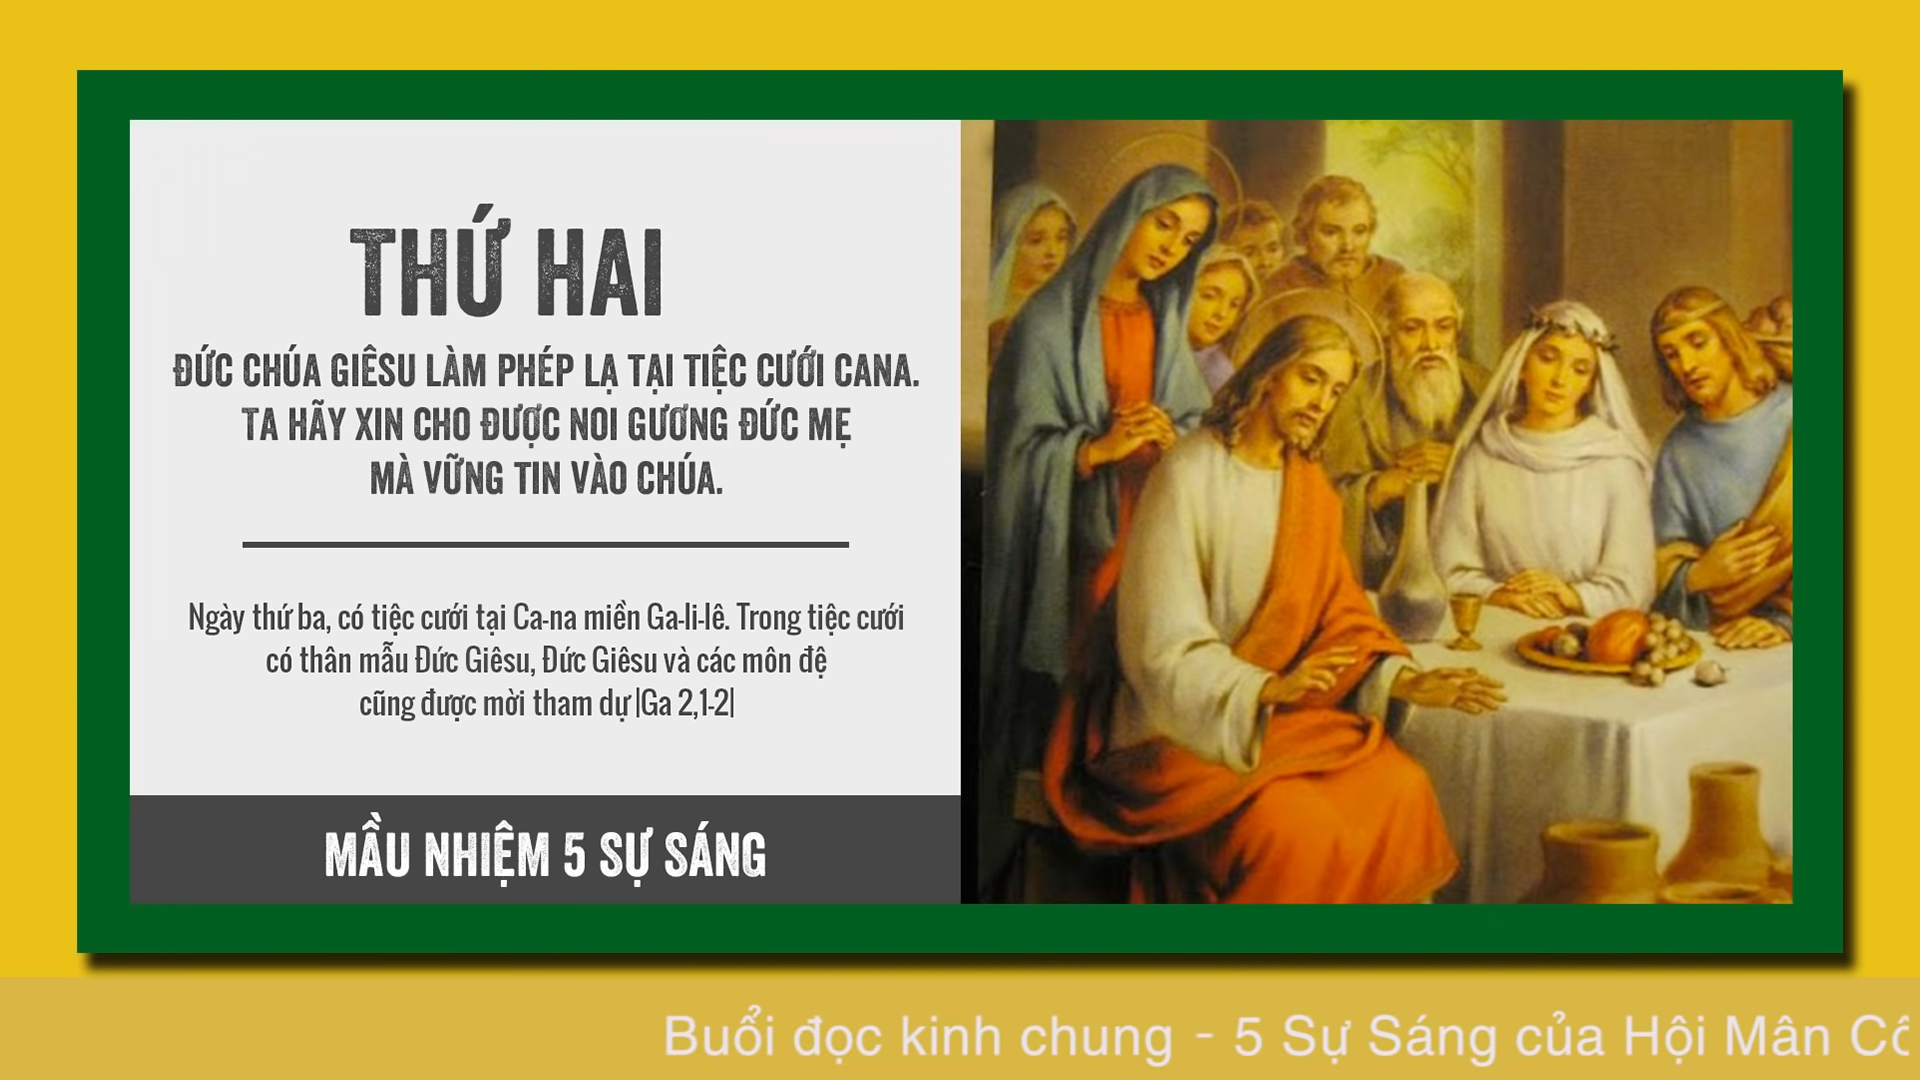 THỨ HAI
ĐỨC CHÚA GIÊSU LÀM PHÉP LẠ TẠI TIỆC CƯỚI CANA.
TA HÃY XIN CHO ĐƯỢC NOI GƯƠNG ĐỨC MẸ
MÀ VỮNG TIN VÀO CHÚA.
Ngày thứ ba, có tiệc cưới tại Ca-na miền Ga-li-lê. Trong tiệc cưới
có thân mẫu Đức Giêsu, Đức Giêsu và các môn đệ
cũng được mời tham dự |Ga 2,1-2|
MẦU NHIỆM 5 SỰ SÁNG
Buổi đọc kinh chung - 5 Sự Sáng của Hội Mân